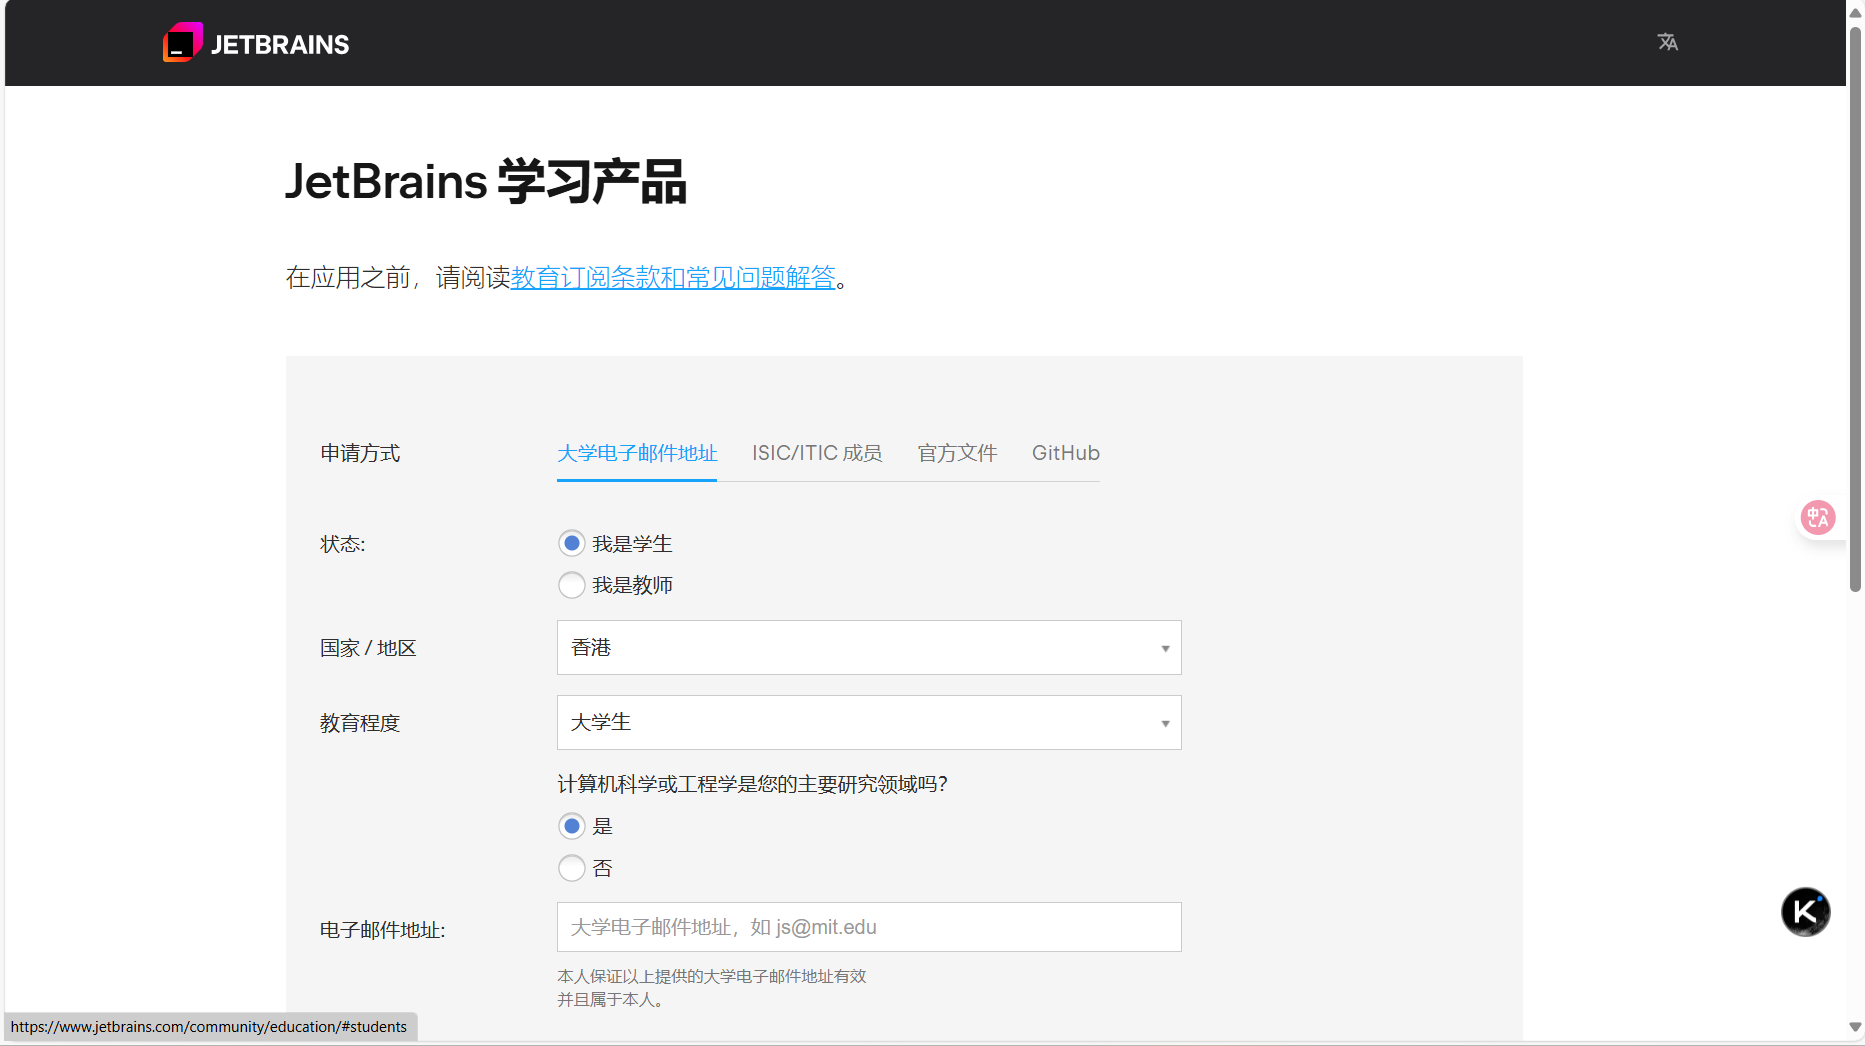 JETBRAINS
JetBrains 学习产品
在应用之前，请阅读教育订阅条款和常见问题解答。
申请方式
大学电子邮件地址
ISIC/ITIC 成员
官方文件
GitHub
状态:
我是学生
我是教师
国家 / 地区
香港
教育程度
大学生
计算机科学或工程学是您的主要研究领域吗?
是
否
电子邮件地址:
大学电子邮件地址，如 js@mit.edu
本人保证以上提供的大学电子邮件地址有效
并且属于本人。
中A
K
https://www.jetbrains.com/community/education/#students